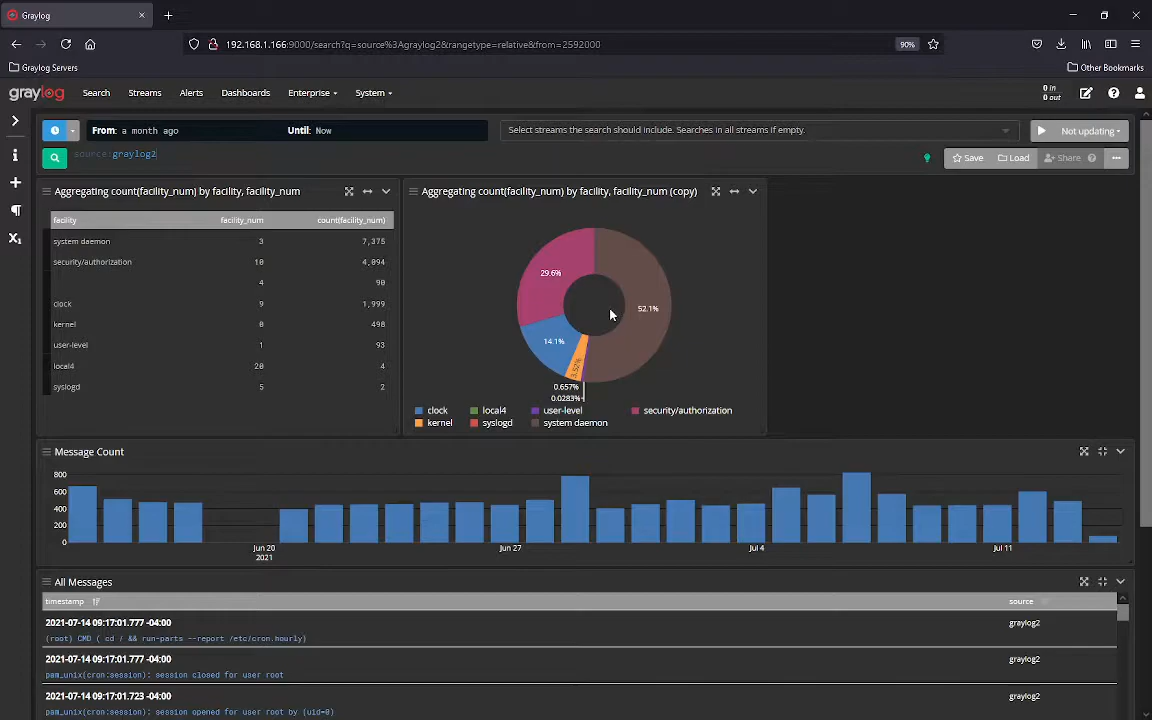 Graylog
192.168.1.166:9000/search?q=source%3Agraylog2&rangetype=relative&from=2592000
90%
Graylog Servers
Other Bookmarks
graylog
Search
Streams
Alerts
Dashboards
Enterprise
System
0 in
0 out
From: a month ago
Until: Now
Select streams the search should include. Searches in all streams if empty.
Not updating
source:graylog2
Save
Load
Share
Aggregating count(facility_num) by facility, facility_num
facility facility_num count(facility_num)
system daemon 3 7,375
security/authorization 10 4,094
4 90
clock 9 1,999
kernel 0 498
user-level 1 93
local4 20 4
syslogd 5 2
Aggregating count(facility_num) by facility, facility_num (copy)
29.6%
52.1%
14.1%
3.52%
0.657%
0.0283%
clock local4 user-level security/authorization
kernel syslogd system daemon
Message Count
800
600
400
200
0
Jun 20
2021
Jun 27
Jul 4
Jul 11
All Messages
timestamp source
2021-07-14 09:17:01.777 -04:00 graylog2
(root) CMD ( cd / && run-parts --report /etc/cron.hourly)
2021-07-14 09:17:01.777 -04:00 graylog2
pam_unix(cron:session): session closed for user root
2021-07-14 09:17:01.723 -04:00 graylog2
pam_unix(cron:session): session opened for user root by (uid=0)